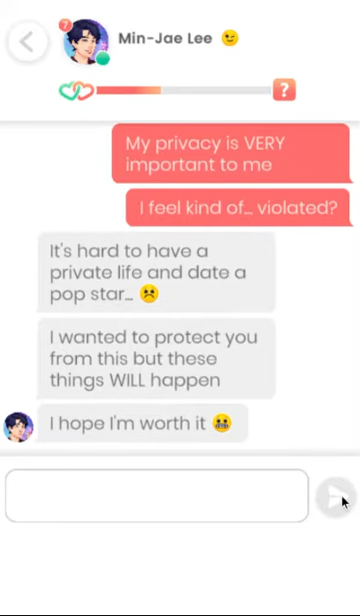 7
Min-Jae Lee 😉
?
My privacy is VERY
important to me
I feel kind of... violated?
It's hard to have a
private life and date a
pop star... ☹️
I wanted to protect you
from this but these
things WILL happen
I hope I'm worth it 😬